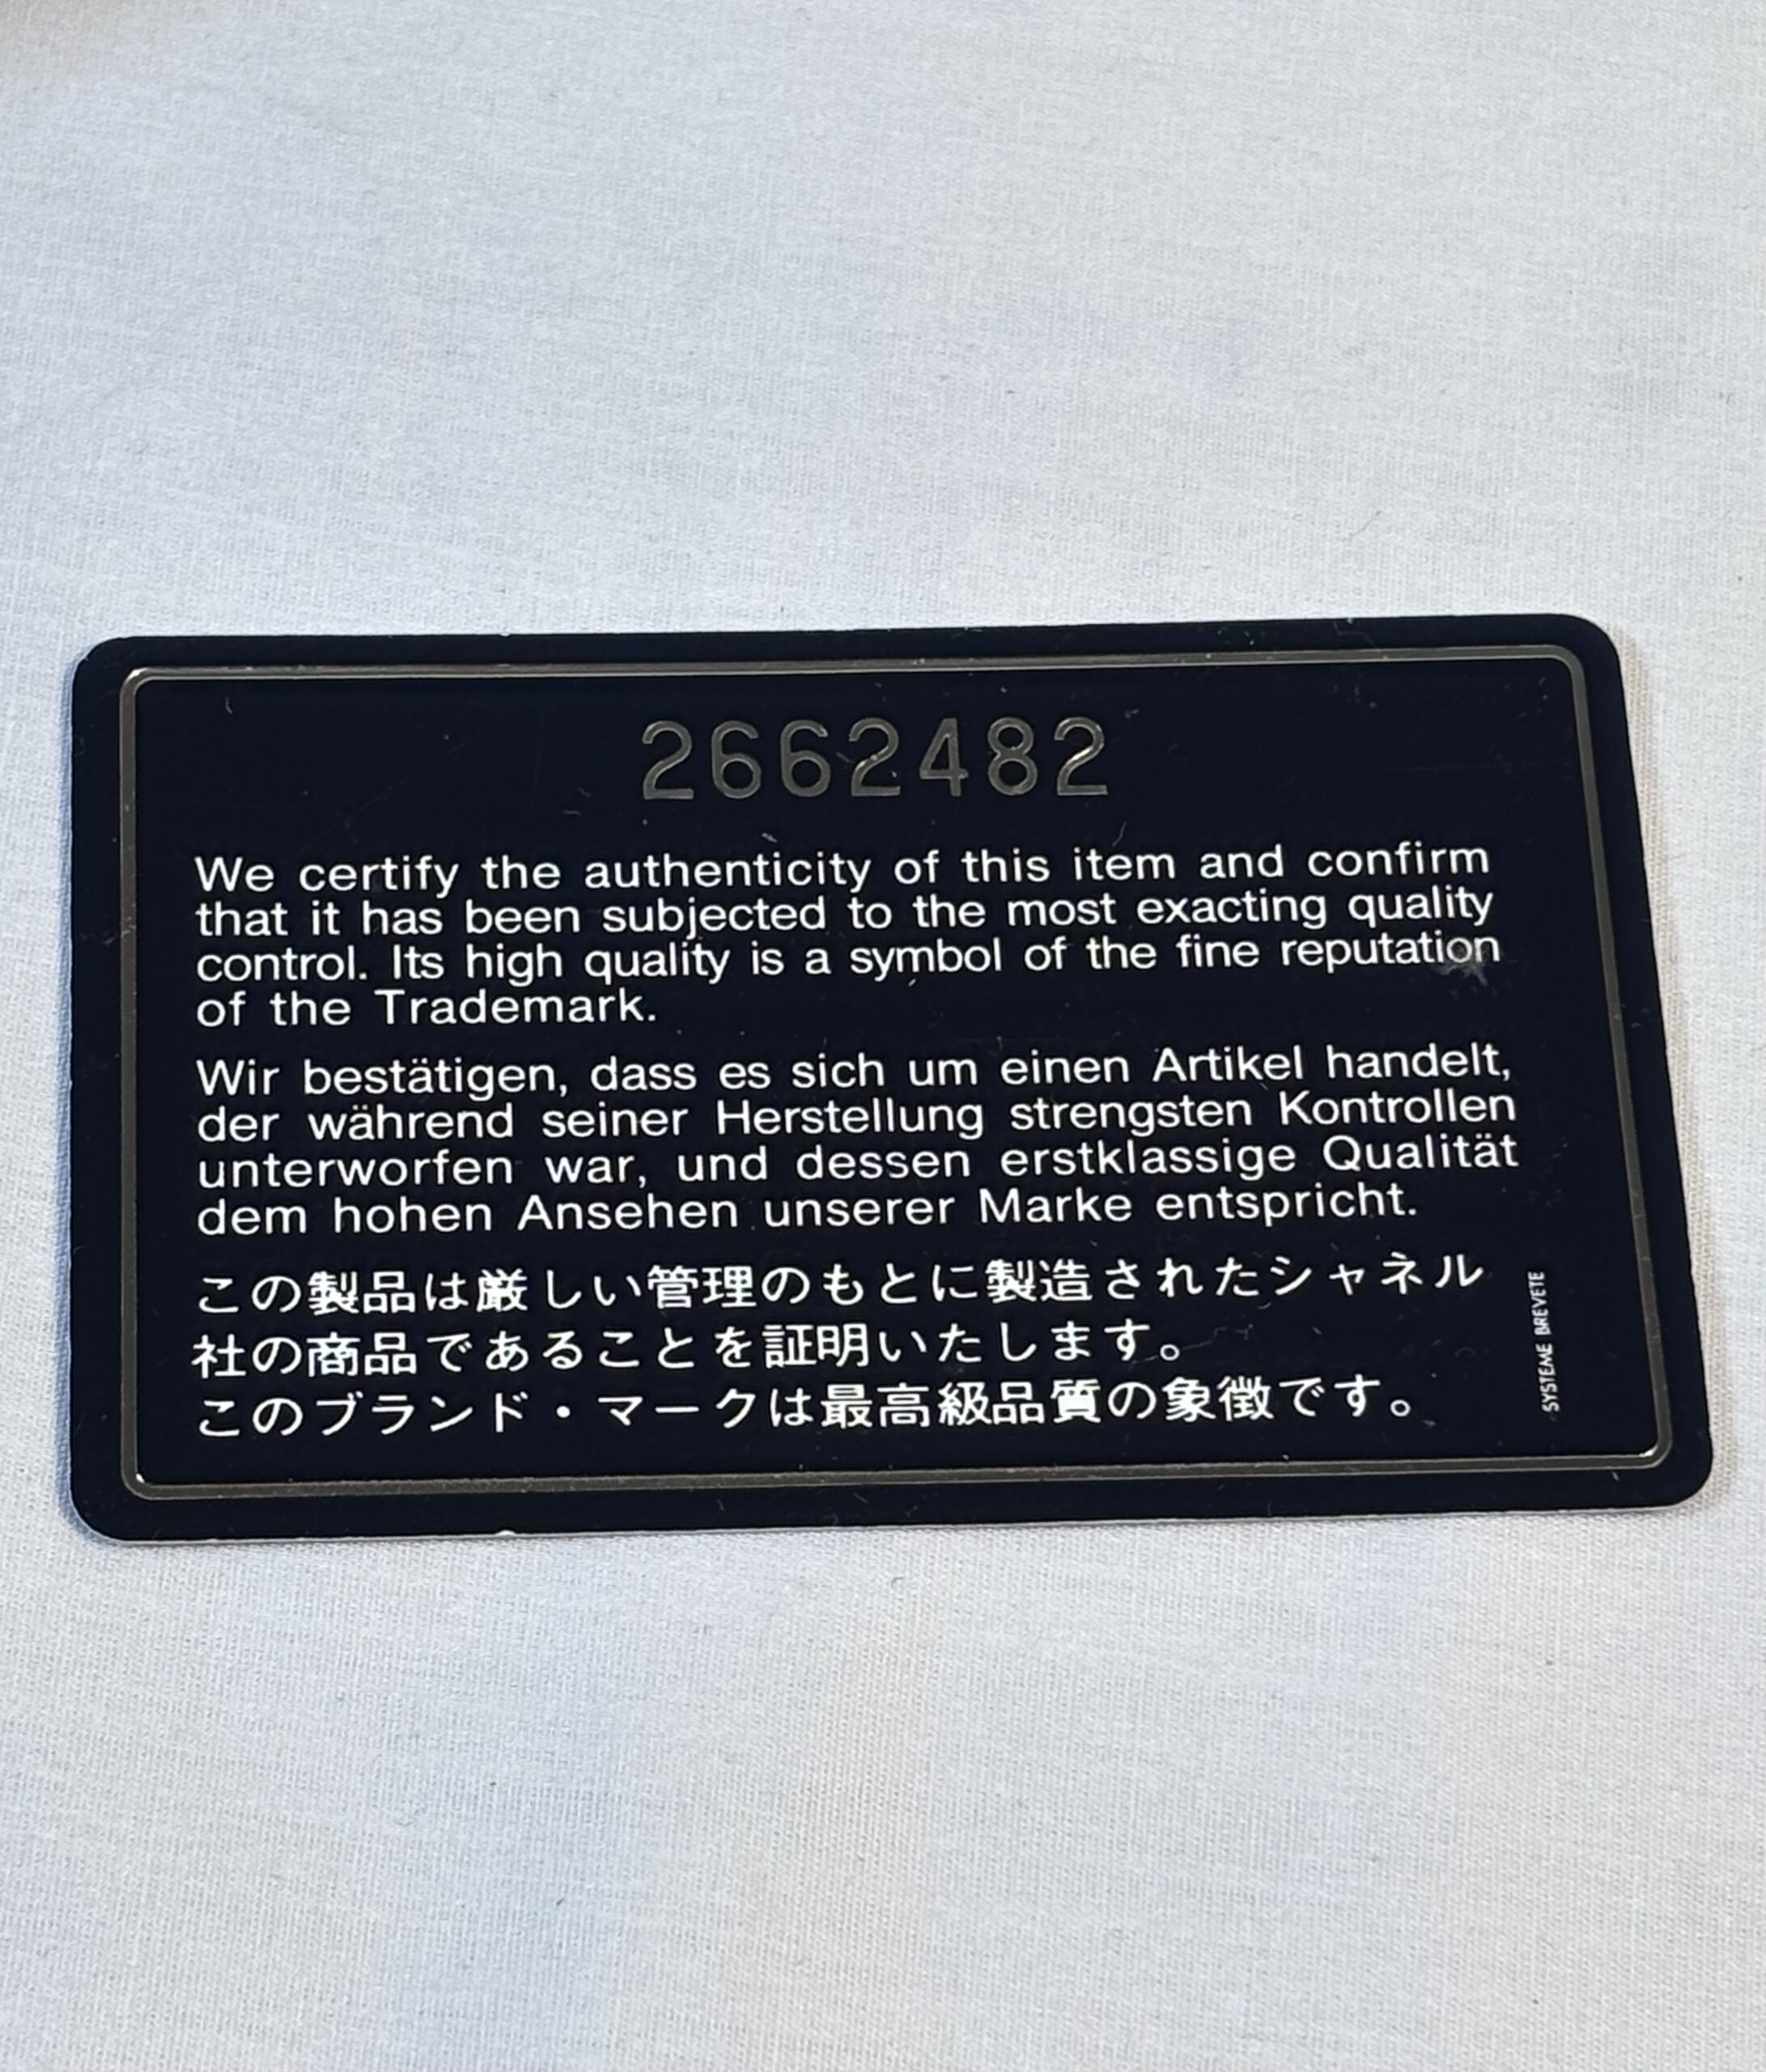 2662482
We certify the authenticity of this item and confirm
that it has been subjected to the most exacting quality
control. Its high quality is a symbol of the fine reputation
of the Trademark.
Wir bestätigen, dass es sich um einen Artikel handelt,
der während seiner Herstellung strengsten Kontrollen
unterworfen war, und dessen erstklassige Qualität
dem hohen Ansehen unserer Marke entspricht.
この製品は厳しい管理のもとに製造されたシャネル
社の商品であることを証明いたします。
このブランド・マークは最高級品質の象徴です。
SYSTEME BREVETE